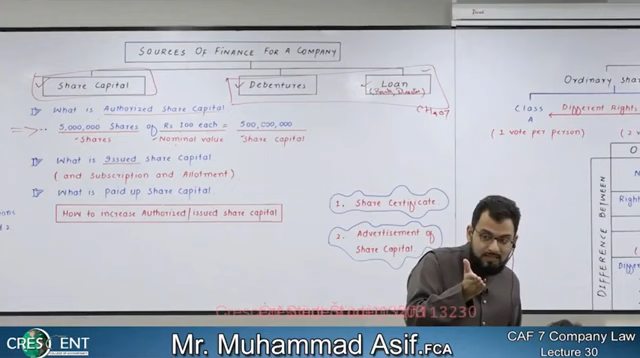 SOURCES OF FINANCE FOR A COMPANY
Share Capital
Debentures
Loan
What is Authorised Share Capital
5,000,000 Shares of Rs 100 each = 500,000,000
Shares Nominal value Share Capital
What is Issued share capital
(and Subscription and Allotment)
What is paid up share capital
How to increase Authorised/issued share capital
1. Share Certificate
2. Advertisement of
Share Capital
Ordinary
Class
A
Different Rights
(1 vote per person)
DIFFERENCE BETWEEN
CRESCENT
Mr. Muhammad Asif.FCA
CAF 7 Company Law
Lecture 30